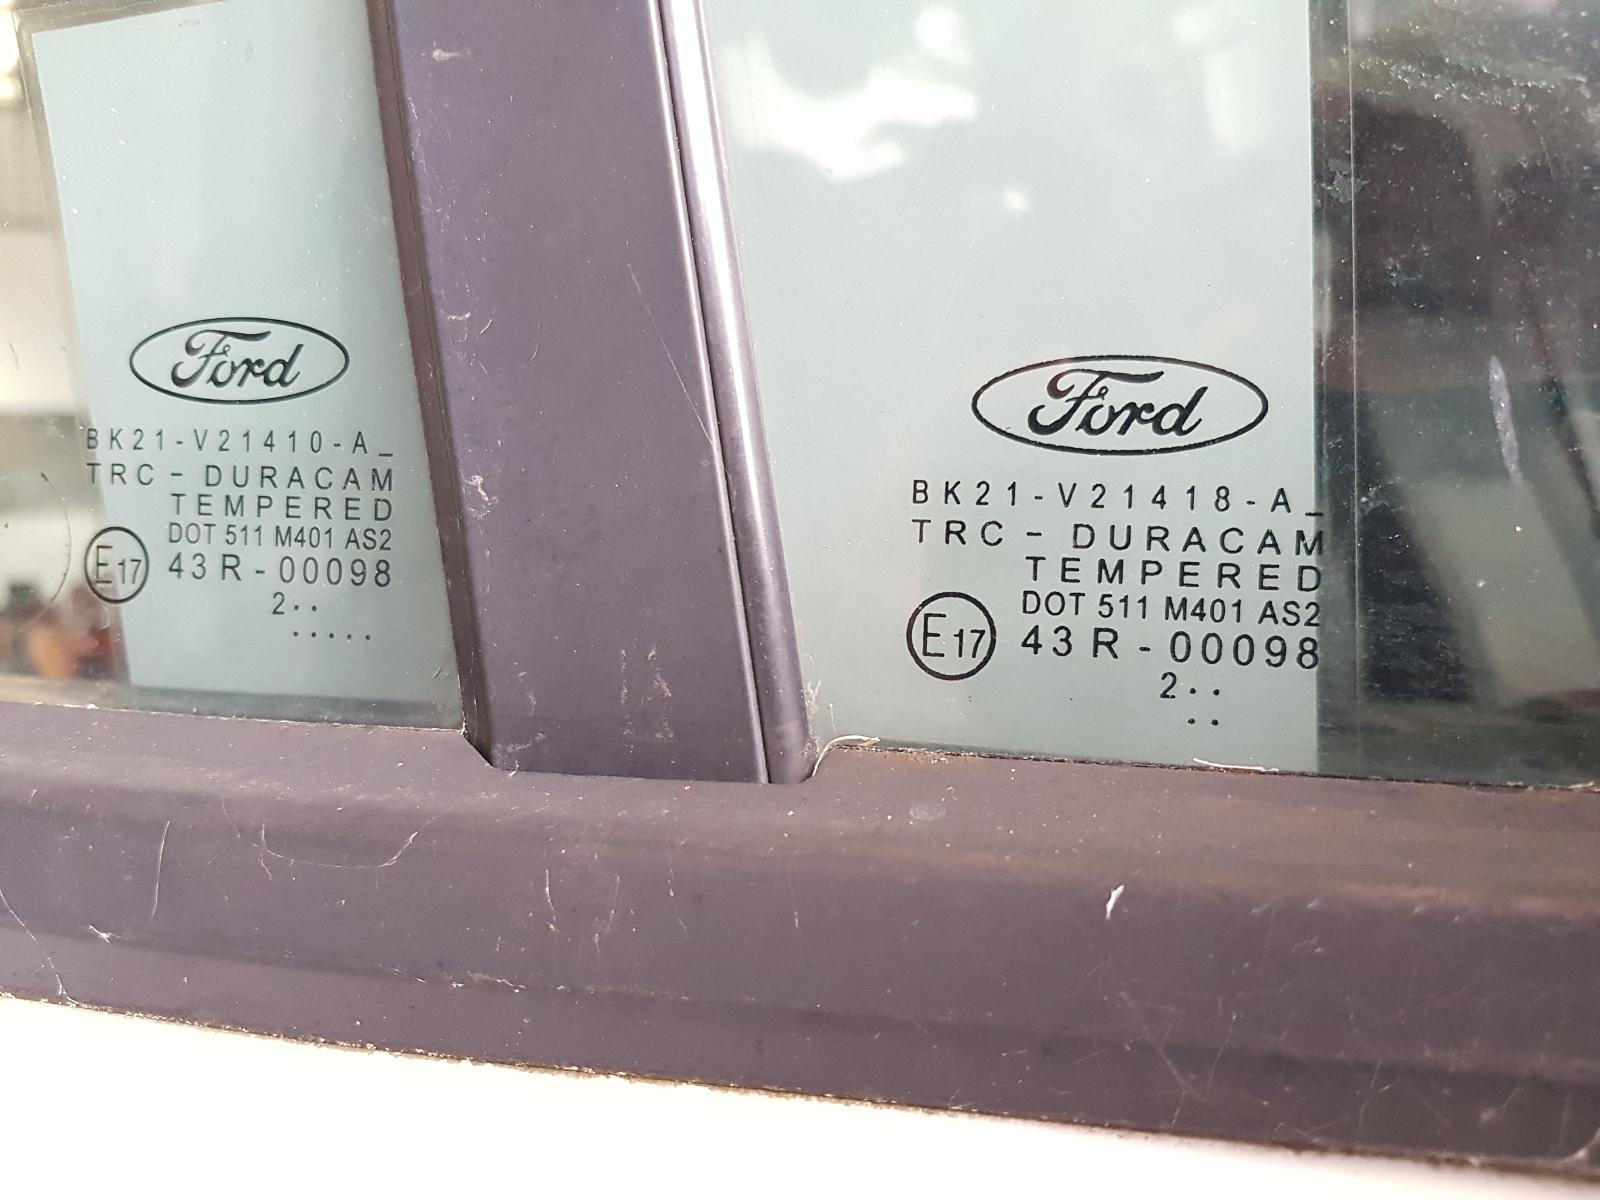 Ford
BK21-V21410-A_
TRC - DURACAM
TEMPERED
DOT 511 M401 AS2
E17 43R-00098
2..
.....
Ford
BK21-V21418-A_
TRC - DURACAM
TEMPERED
DOT 511 M401 AS2
E17 43R-00098
2..
..